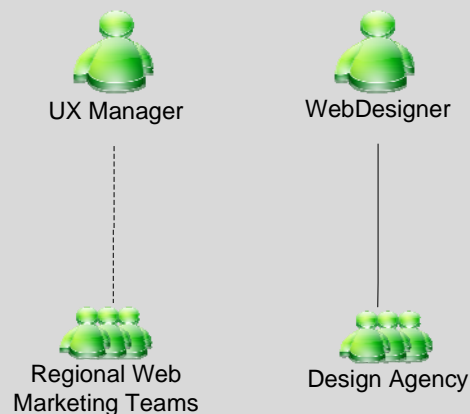 UX Manager
WebDesigner
Regional Web
Marketing Teams
Design Agency